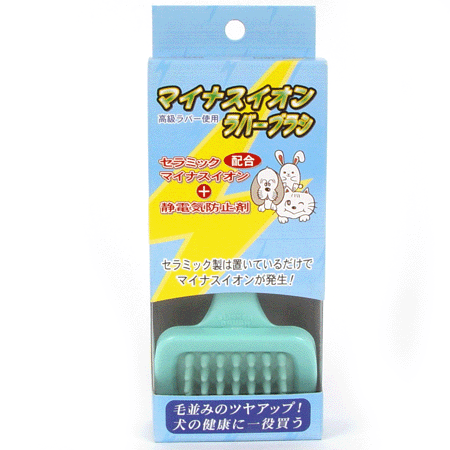 マイナスイオン
高級ラバー使用 ラバーブラシ
セラミック 配合
マイナスイオン
+
静電気防止剤
セラミック製は置いているだけで
マイナスイオンが発生!
毛並みのツヤアップ!
犬の健康に一役買う